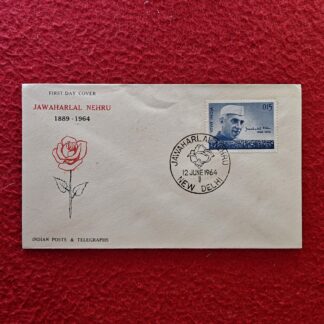 FIRST DAY COVER
JAWAHARLAL NEHRU
1889 - 1964
INDIAN POSTS & TELEGRAPHS
0.15
JAWAHARLAL NEHRU
12 JUNE 1964
NEW DELHI